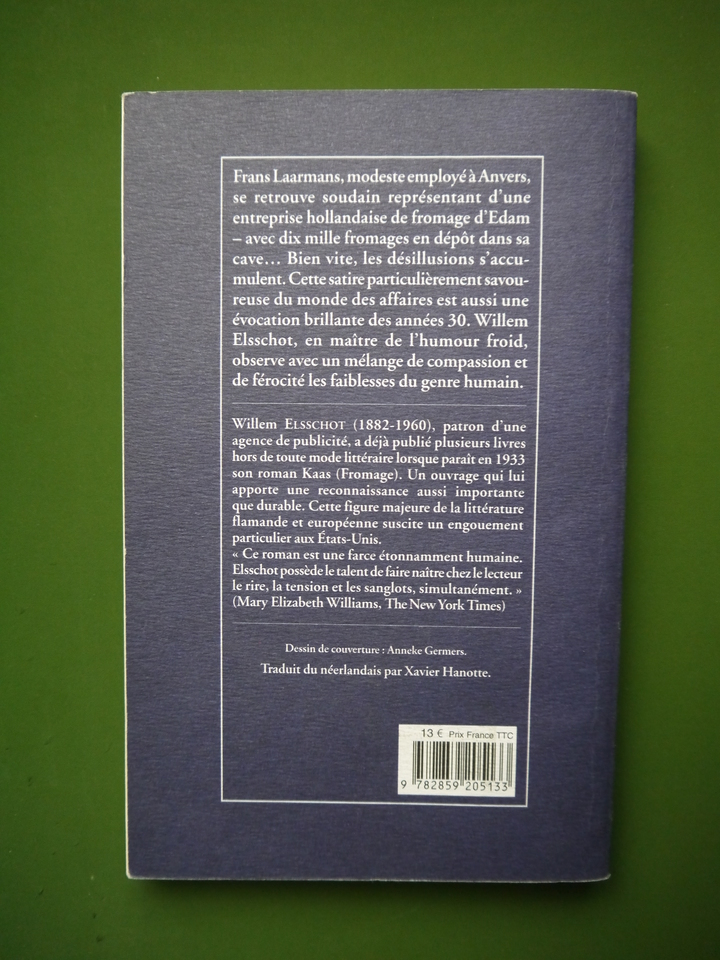 Frans Laarmans, modeste employé à Anvers,
se retrouve soudain représentant d'une
entreprise hollandaise de fromage d'Edam
– avec dix mille fromages en dépôt dans sa
cave… Bien vite, les désillusions s'accu-
mulent. Cette satire particulièrement savou-
reuse du monde des affaires est aussi une
évocation brillante des années 30. Willem
Elsschot, en maître de l'humour froid,
observe avec un mélange de compassion et
de férocité les faiblesses du genre humain.
Willem ELSSCHOT (1882-1960), patron d'une
agence de publicité, a déjà publié plusieurs livres
hors de toute mode littéraire lorsque paraît en 1933
son roman Kaas (Fromage). Un ouvrage qui lui
apporte une reconnaissance aussi importante
que durable. Cette figure majeure de la littérature
flamande et européenne suscite un engouement
particulier aux États-Unis.
« Ce roman est une farce étonnamment humaine.
Elsschot possède le talent de faire naître chez le lecteur
le rire, la tension et les sanglots, simultanément. »
(Mary Elizabeth Williams, The New York Times)
Dessin de couverture : Anneke Germers.
Traduit du néerlandais par Xavier Hanotte.
13 € Prix France TTC
9 782859 205133